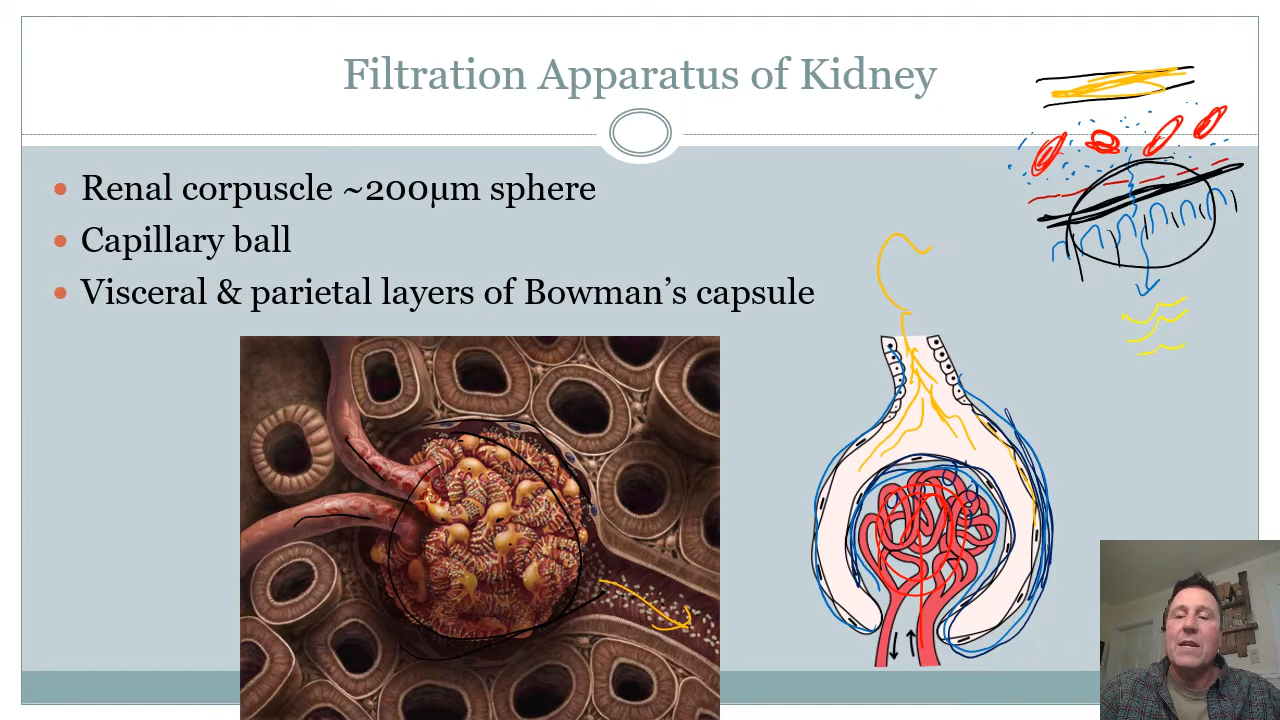 Filtration Apparatus of Kidney
Renal corpuscle ~200µm sphere
Capillary ball
Visceral & parietal layers of Bowman's capsule